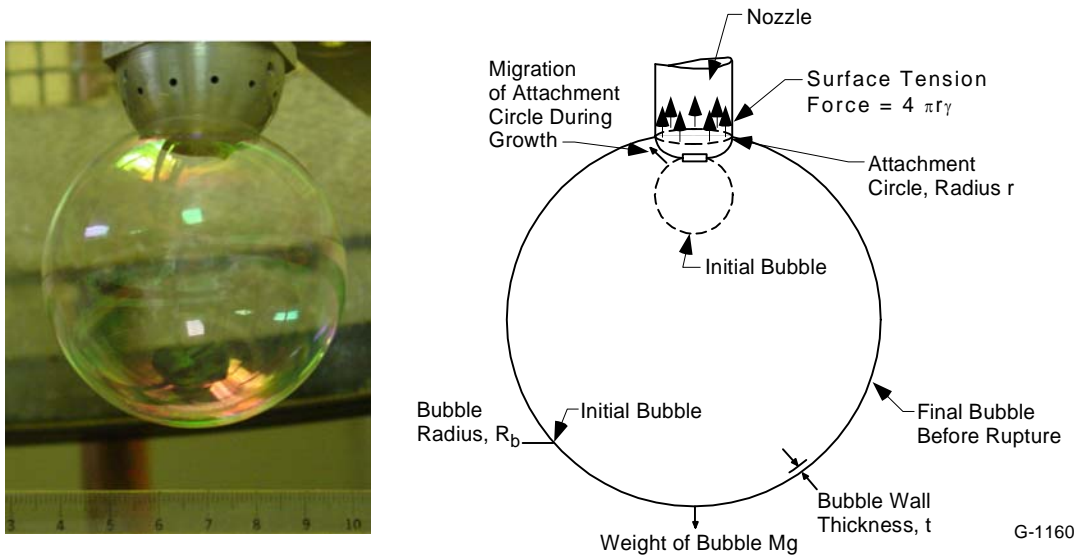 3 4 5 6 7 8 9 10
Nozzle
Migration
of Attachment
Circle During
Growth
Surface Tension
Force = 4 πrγ
Attachment
Circle, Radius r
Initial Bubble
Bubble
Radius, Rb
Initial Bubble
Final Bubble
Before Rupture
Bubble Wall
Thickness, t
Weight of Bubble Mg
G-1160